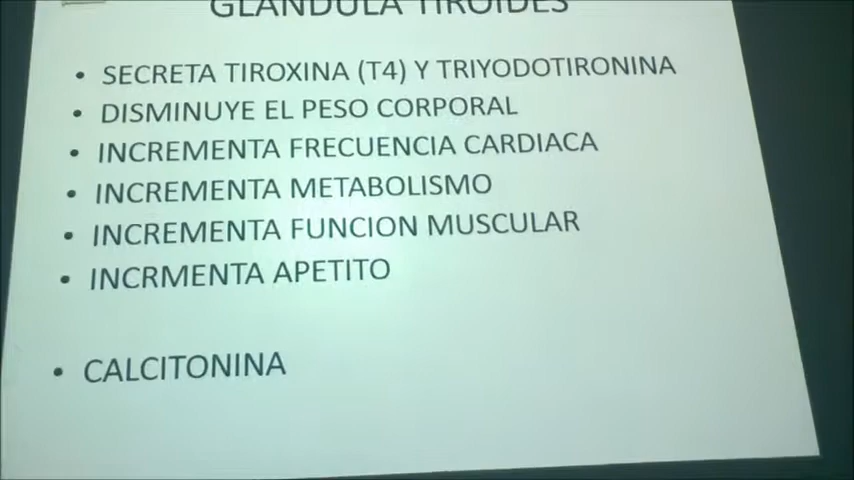 GLANDULA TIROIDES
• SECRETA TIROXINA (T4) Y TRIYODOTIRONINA
• DISMINUYE EL PESO CORPORAL
• INCREMENTA FRECUENCIA CARDIACA
• INCREMENTA METABOLISMO
• INCREMENTA FUNCION MUSCULAR
• INCRMENTA APETITO
• CALCITONINA